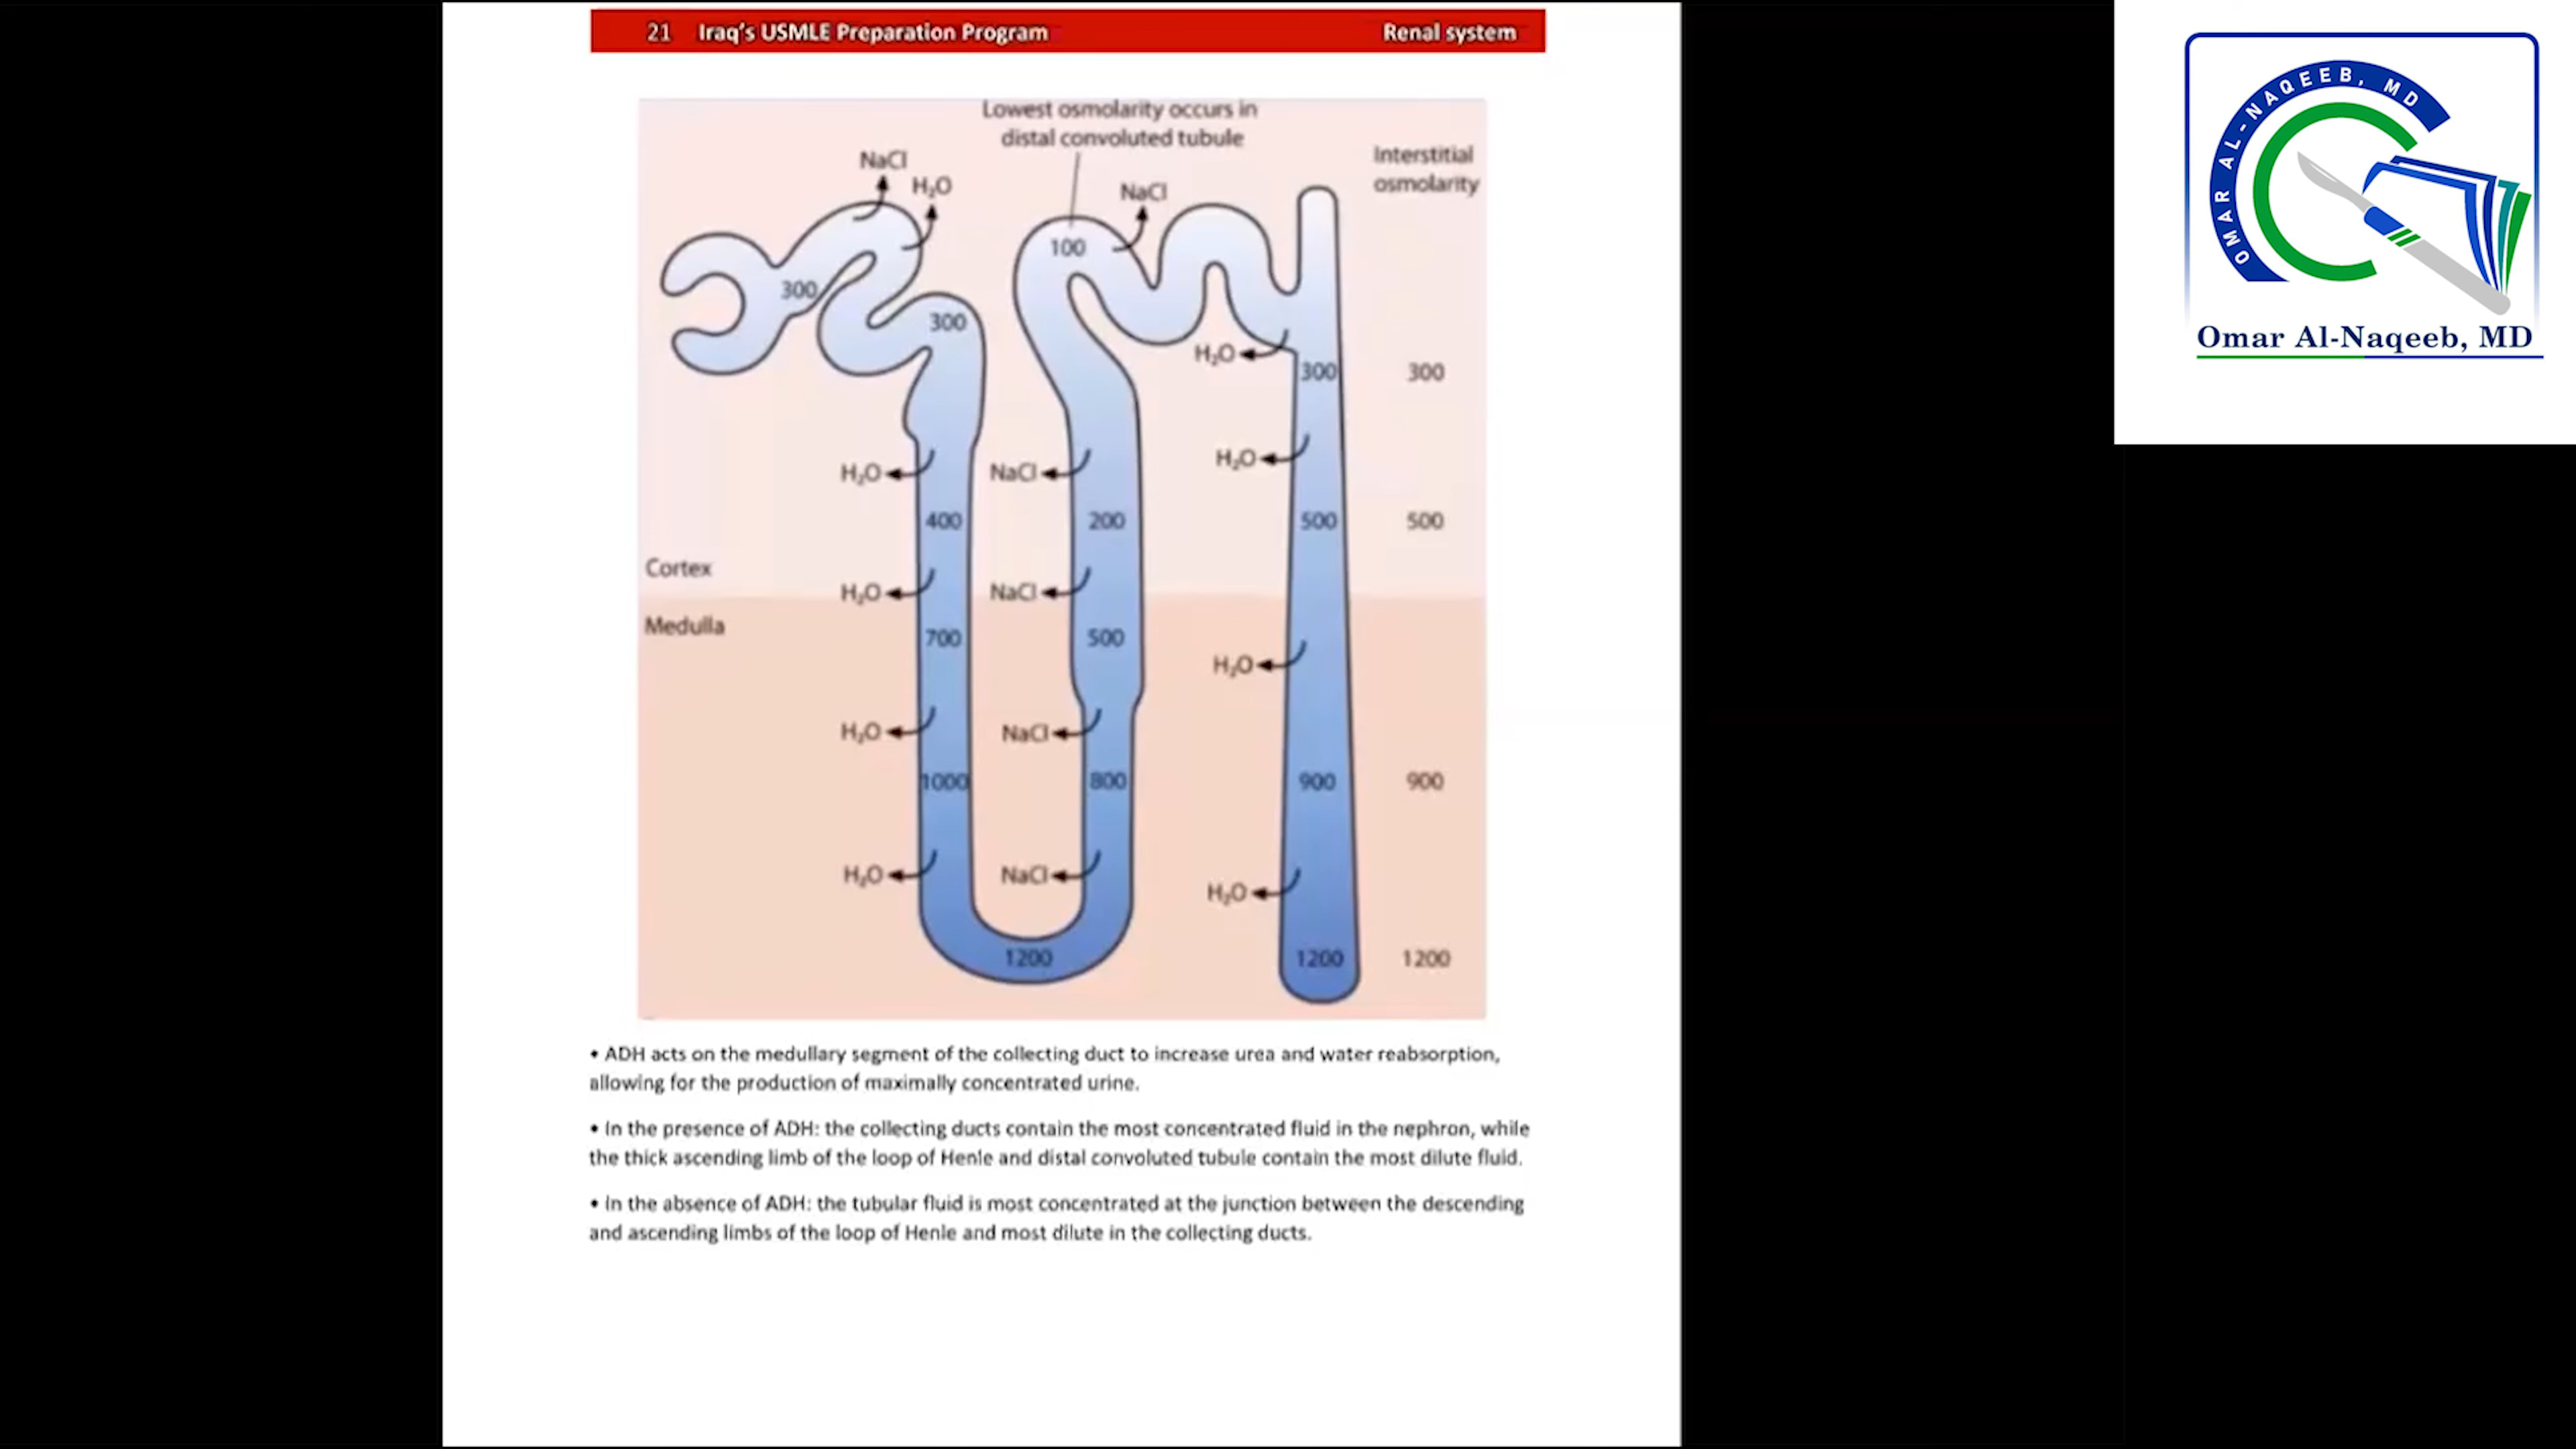 21 Iraq's USMLE Preparation Program Renal system
OMAR AL-NAQEEB, MD
Omar Al-Naqeeb, MD
Lowest osmolarity occurs in
distal convoluted tubule
Interstitial
osmolarity
NaCl
H₂O
NaCl
100
300
300
H₂O
300
300
H₂O
NaCl
H₂O
400
200
500
500
Cortex
H₂O
NaCl
Medulla
700
500
H₂O
H₂O
NaCl
1000
800
900
900
H₂O
NaCl
H₂O
1200
1200
1200
• ADH acts on the medullary segment of the collecting duct to increase urea and water reabsorption,
allowing for the production of maximally concentrated urine.
• In the presence of ADH: the collecting ducts contain the most concentrated fluid in the nephron, while
the thick ascending limb of the loop of Henle and distal convoluted tubule contain the most dilute fluid.
• In the absence of ADH: the tubular fluid is most concentrated at the junction between the descending
and ascending limbs of the loop of Henle and most dilute in the collecting ducts.